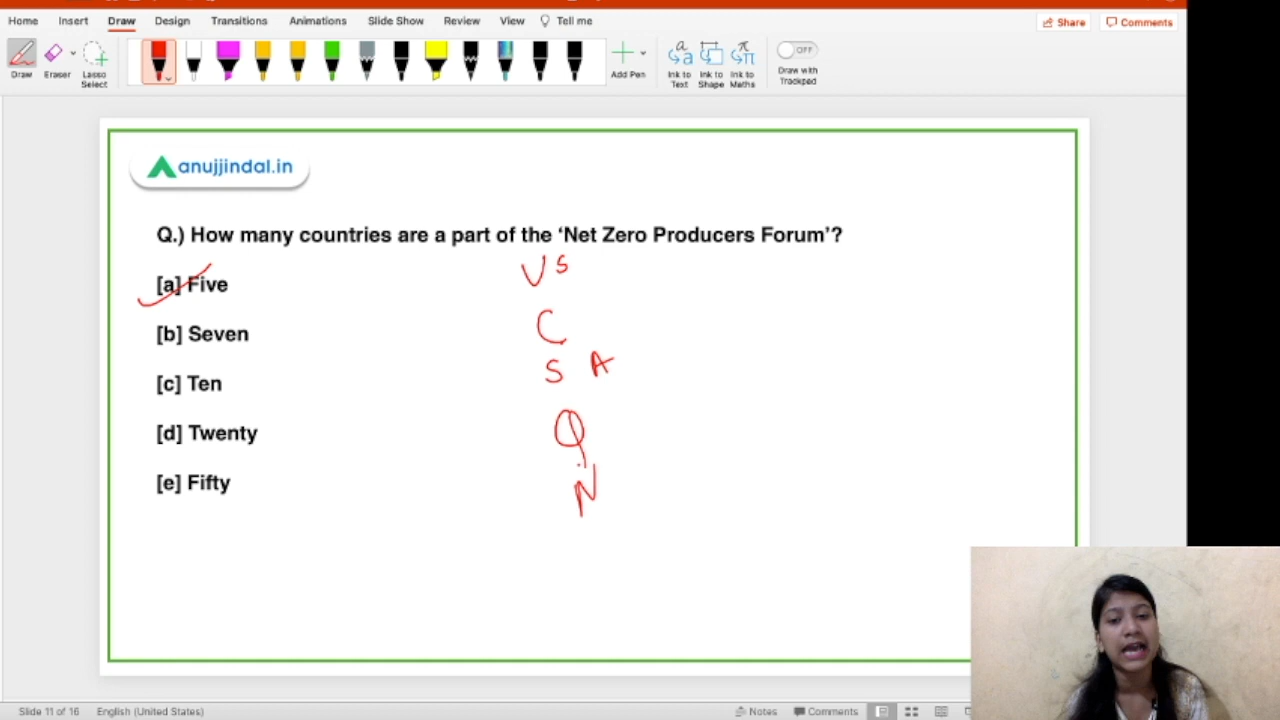 Home Insert Draw Design Transitions Animations Slide Show Review View Tell me Share Comments
OFF
Draw Eraser Lasso Select Add Pen Ink to Text Ink to Shape Ink to Maths Draw with Trackpad
anujjindal.in
Q.) How many countries are a part of the ‘Net Zero Producers Forum’?
US
[a] Five
C
[b] Seven
S A
[c] Ten
Q
[d] Twenty
N
[e] Fifty
Slide 11 of 16 English (United States) Notes Comments